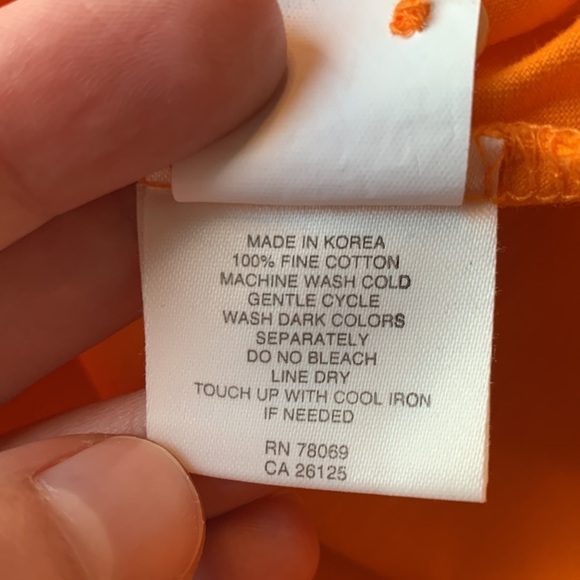 MADE IN KOREA
100% FINE COTTON
MACHINE WASH COLD
GENTLE CYCLE
WASH DARK COLORS
SEPARATELY
DO NO BLEACH
LINE DRY
TOUCH UP WITH COOL IRON
IF NEEDED
RN 78069
CA 26125